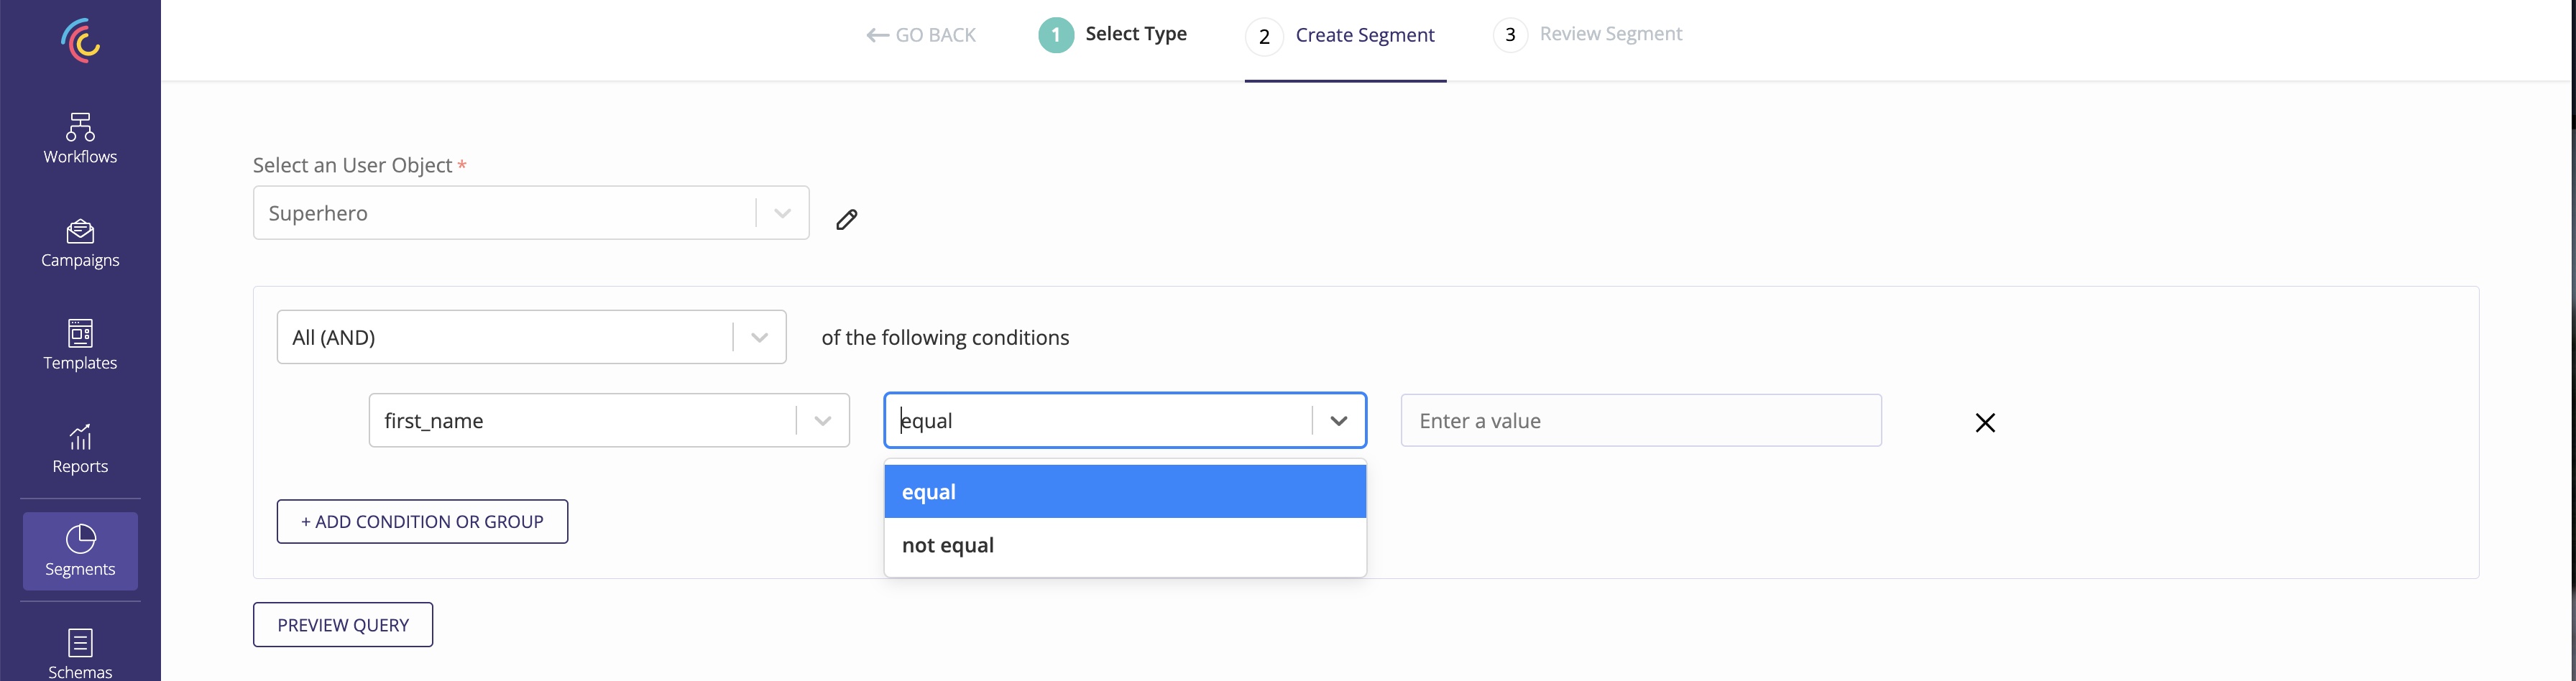 GO BACK
1 Select Type
2 Create Segment
3 Review Segment
Workflows
Campaigns
Templates
Reports
Segments
Schemas
Select an User Object *
Superhero
All (AND)
of the following conditions
first_name
equal
Enter a value
equal
not equal
+ ADD CONDITION OR GROUP
PREVIEW QUERY